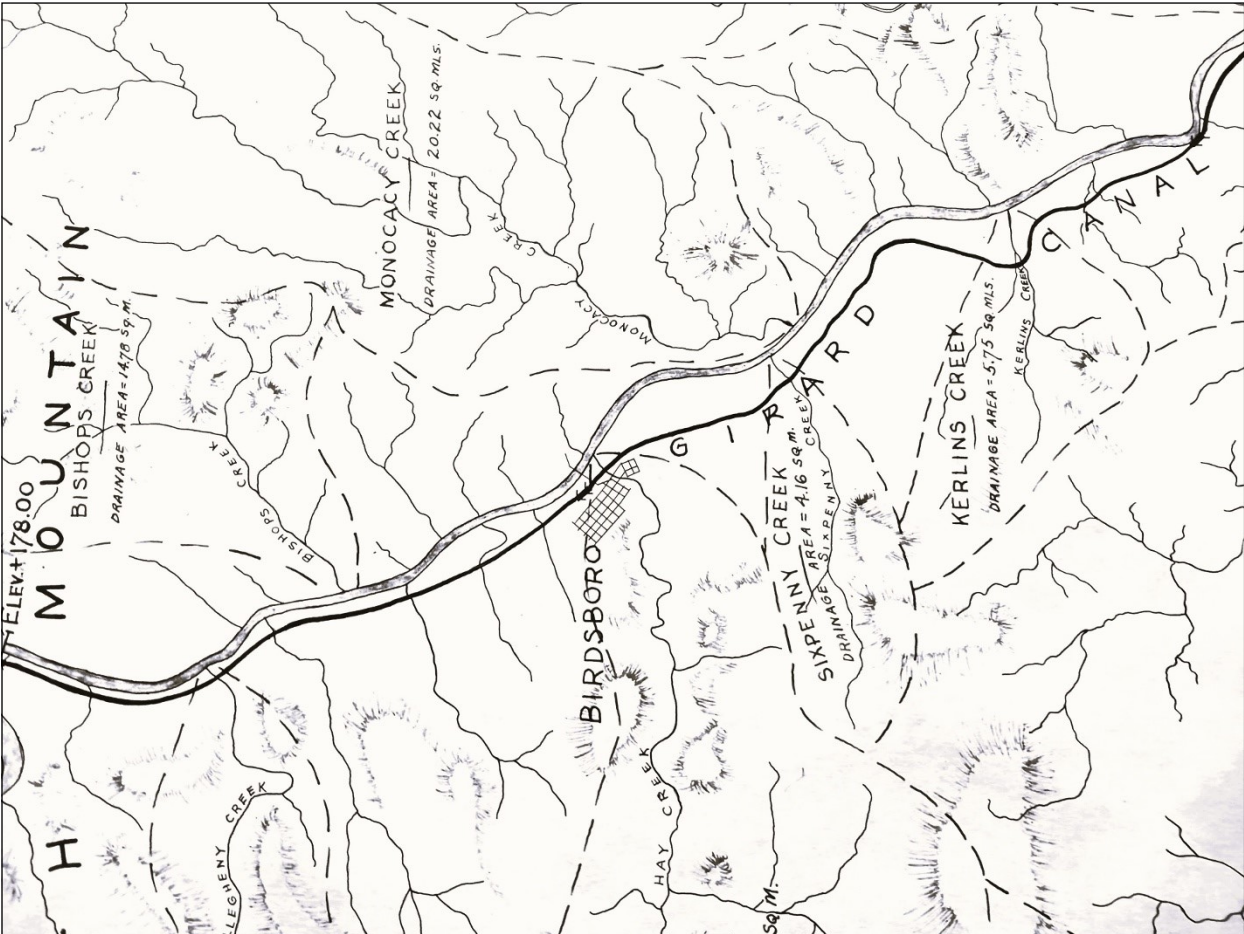 ELEV.+178.00
MOUNTAIN
BISHOPS CREEK
DRAINAGE AREA=14.78 SQ.M.
BISHOPS CREEK
MONOCACY CREEK
DRAINAGE AREA= 20.22 SQ.MLS.
MONOCACY CREEK
GIRARD CANAL
KERLINS CREEK
DRAINAGE AREA= 5.75 SQ.MLS.
KERLINS CREEK
SIXPENNY CREEK
DRAINAGE AREA= 4.16 SQ.M.
SIXPENNY CREEK
BIRDSBORO
HAY CREEK
LLEGHENY CREEK
H
SQ.M.